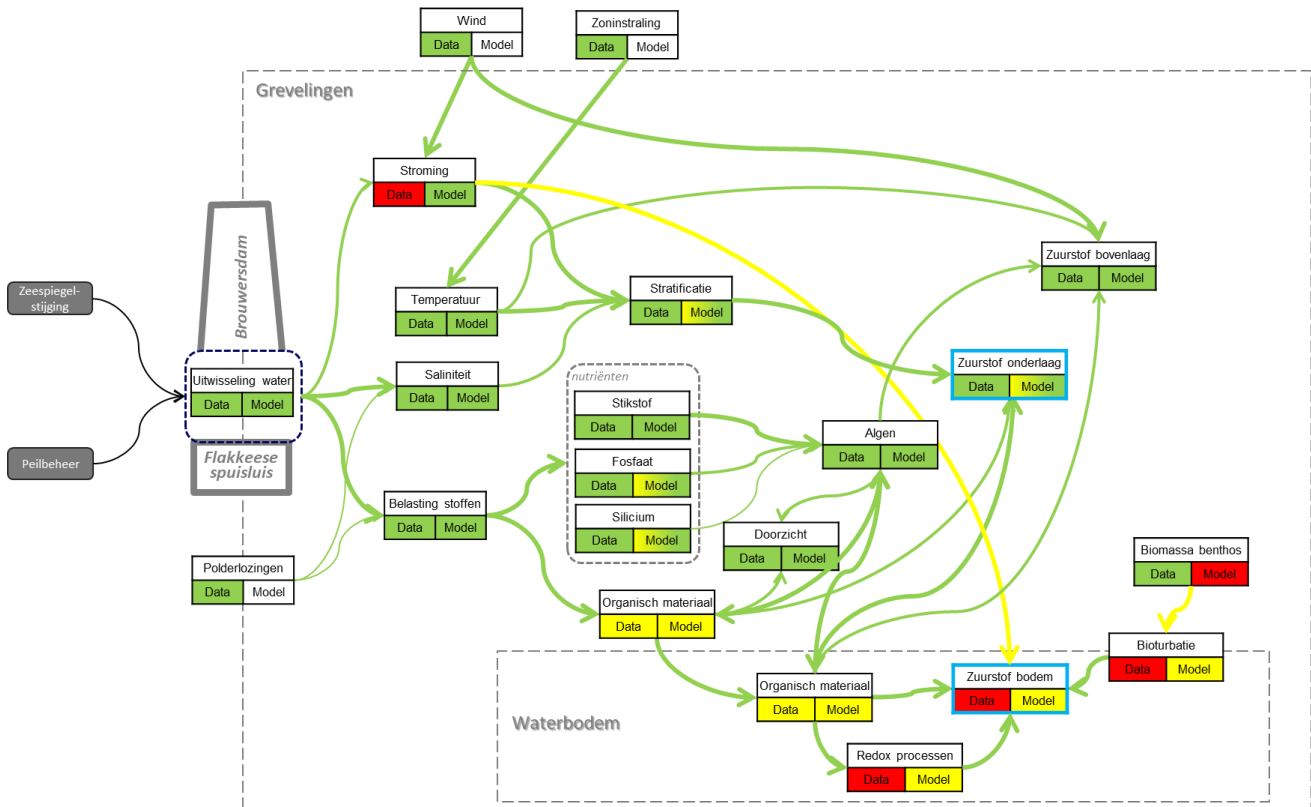 Wind
Data Model
Zoninstraling
Data Model
Grevelingen
Stroming
Data Model
Brouwersdam
Zuurstof bovenlaag
Data Model
Zeespiegel-
stijging
Temperatuur
Data Model
Stratificatie
Data Model
Uitwisseling water
Data Model
Saliniteit
Data Model
nutriënten
Zuurstof onderlaag
Data Model
Stikstof
Data Model
Algen
Data Model
Peilbeheer
Flakkeese
spuisluis
Fosfaat
Data Model
Belasting stoffen
Data Model
Silicium
Data Model
Doorzicht
Data Model
Polderlozingen
Data Model
Biomassa benthos
Data Model
Organisch materiaal
Data Model
Bioturbatie
Data Model
Organisch materiaal
Data Model
Zuurstof bodem
Data Model
Waterbodem
Redox processen
Data Model